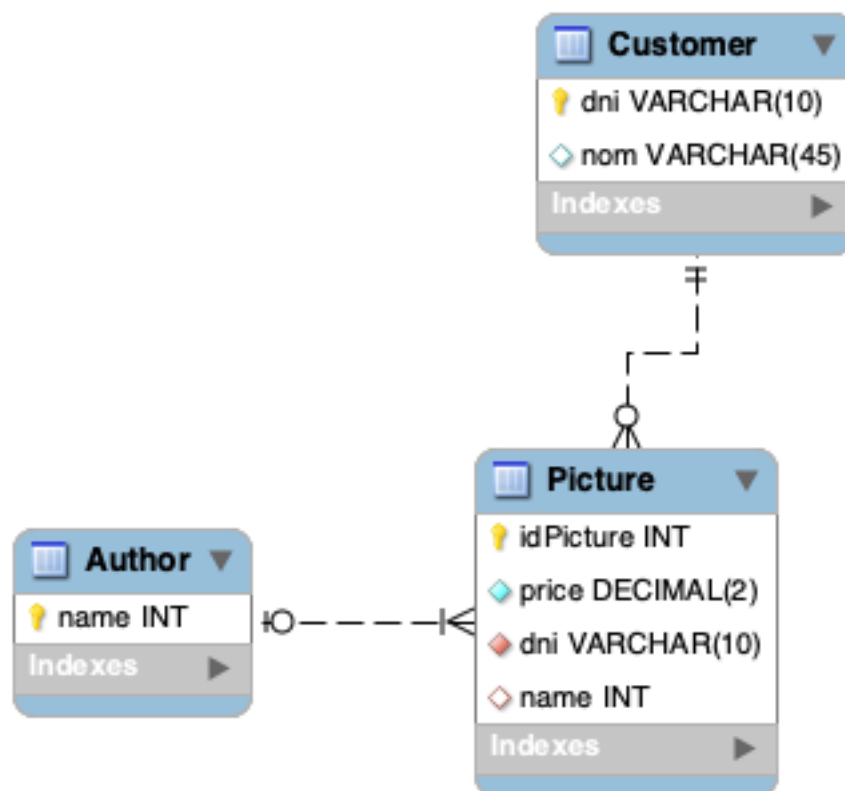 Customer
dni VARCHAR(10)
nom VARCHAR(45)
Indexes
Picture
idPicture INT
price DECIMAL(2)
dni VARCHAR(10)
name INT
Indexes
Author
name INT
Indexes